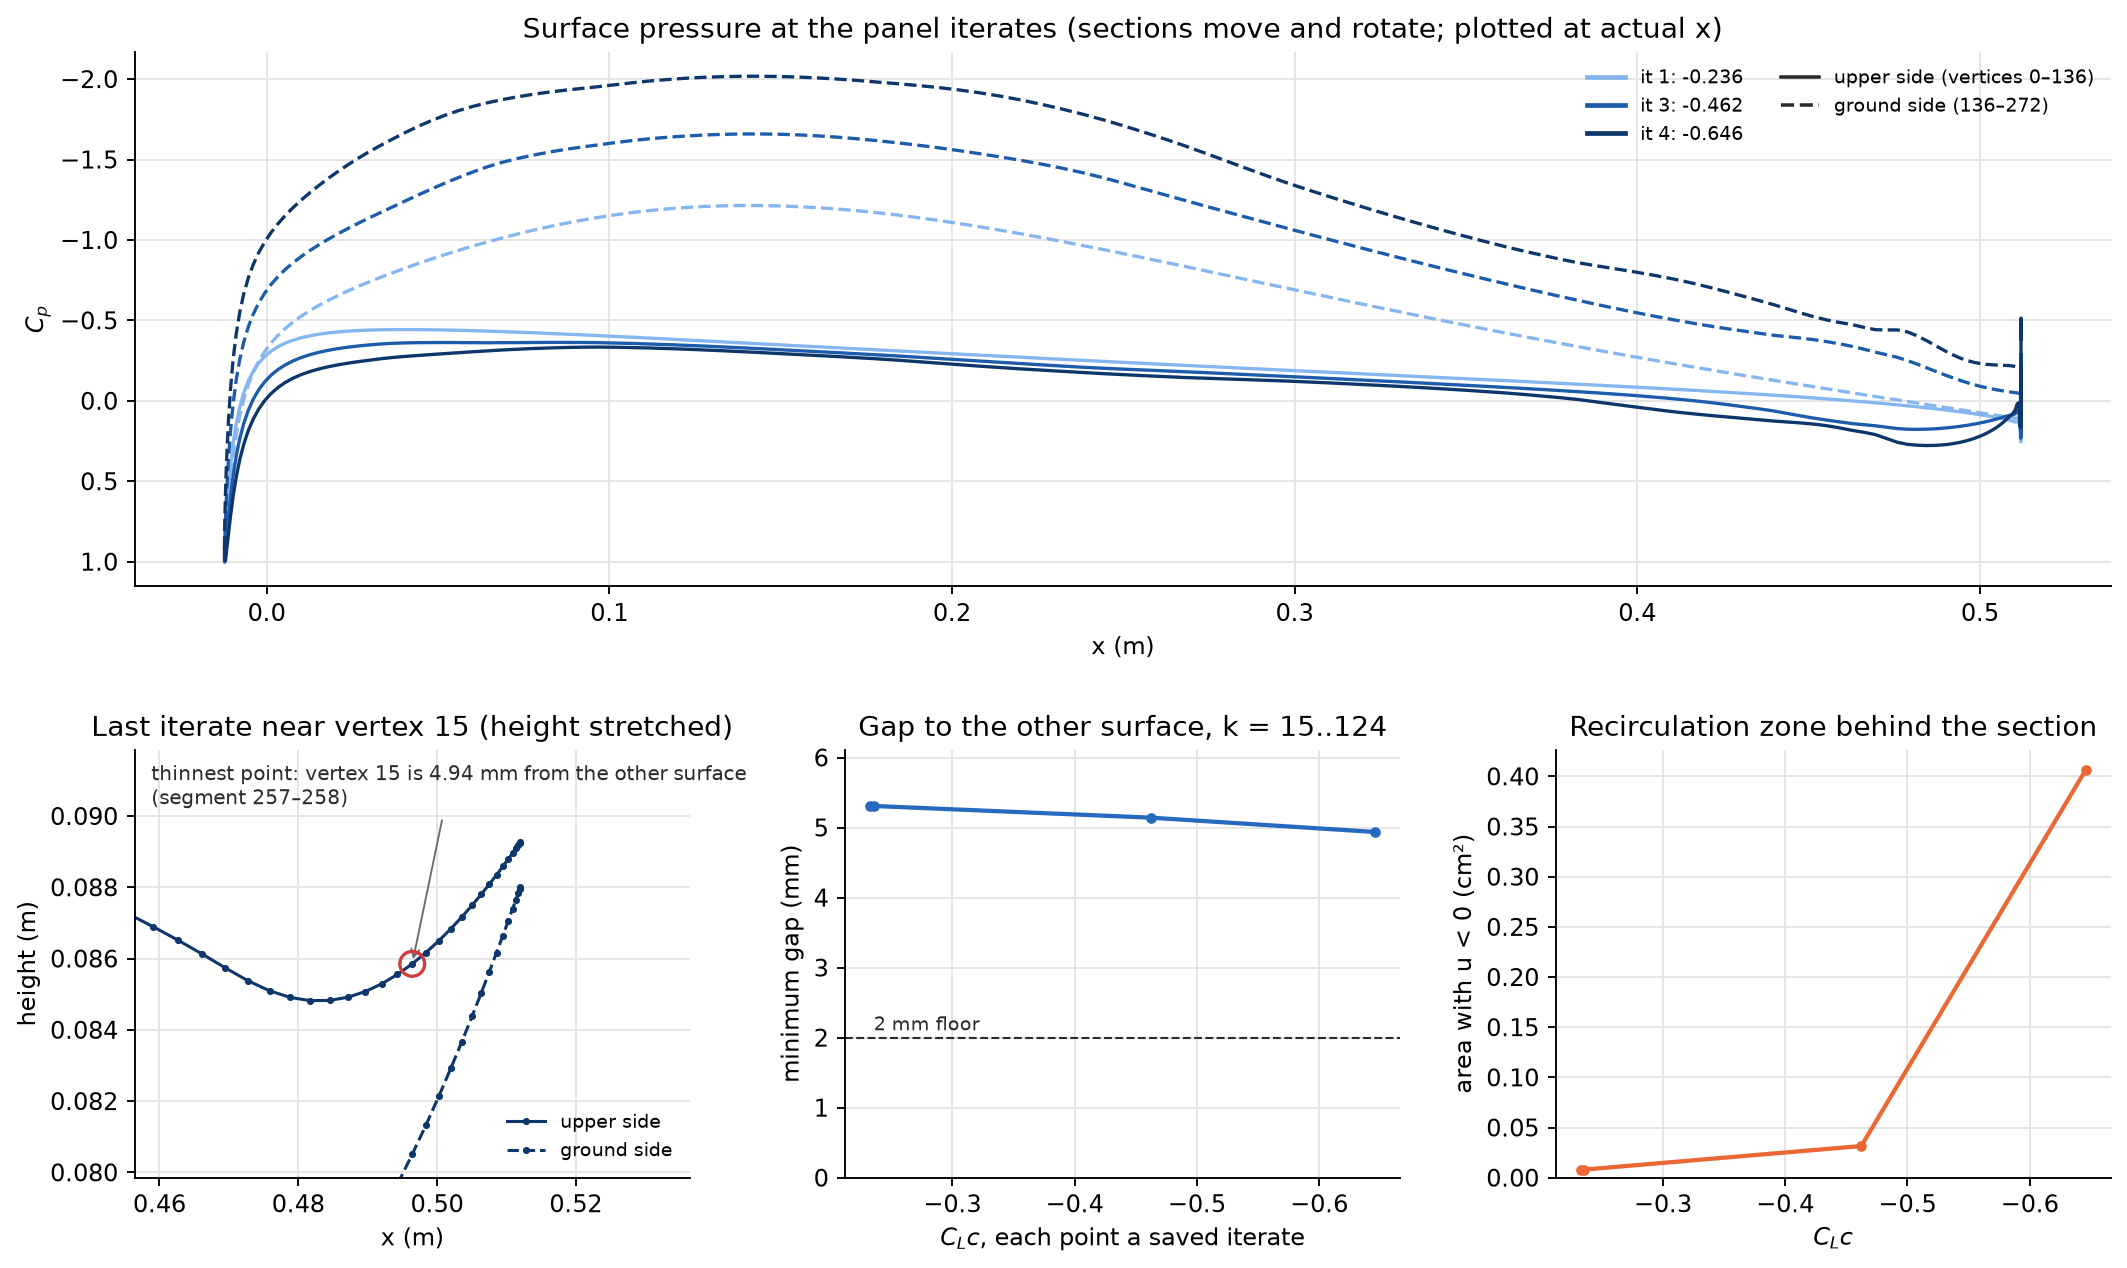 Surface pressure at the panel iterates (sections move and rotate; plotted at actual x)
−2.0
−1.5
−1.0
−0.5
0.0
0.5
1.0
C_p
it 1: -0.236
it 3: -0.462
it 4: -0.646
upper side (vertices 0–136)
ground side (136–272)
0.0
0.1
0.2
0.3
0.4
0.5
x (m)
Last iterate near vertex 15 (height stretched)
thinnest point: vertex 15 is 4.94 mm from the other surface
(segment 257–258)
0.090
0.088
0.086
0.084
0.082
0.080
height (m)
upper side
ground side
0.46
0.48
0.50
0.52
x (m)
Gap to the other surface, k = 15..124
6
5
4
3
2
1
0
minimum gap (mm)
2 mm floor
−0.3
−0.4
−0.5
−0.6
C_Lc, each point a saved iterate
Recirculation zone behind the section
0.40
0.35
0.30
0.25
0.20
0.15
0.10
0.05
0.00
area with u < 0 (cm²)
−0.3
−0.4
−0.5
−0.6
C_Lc